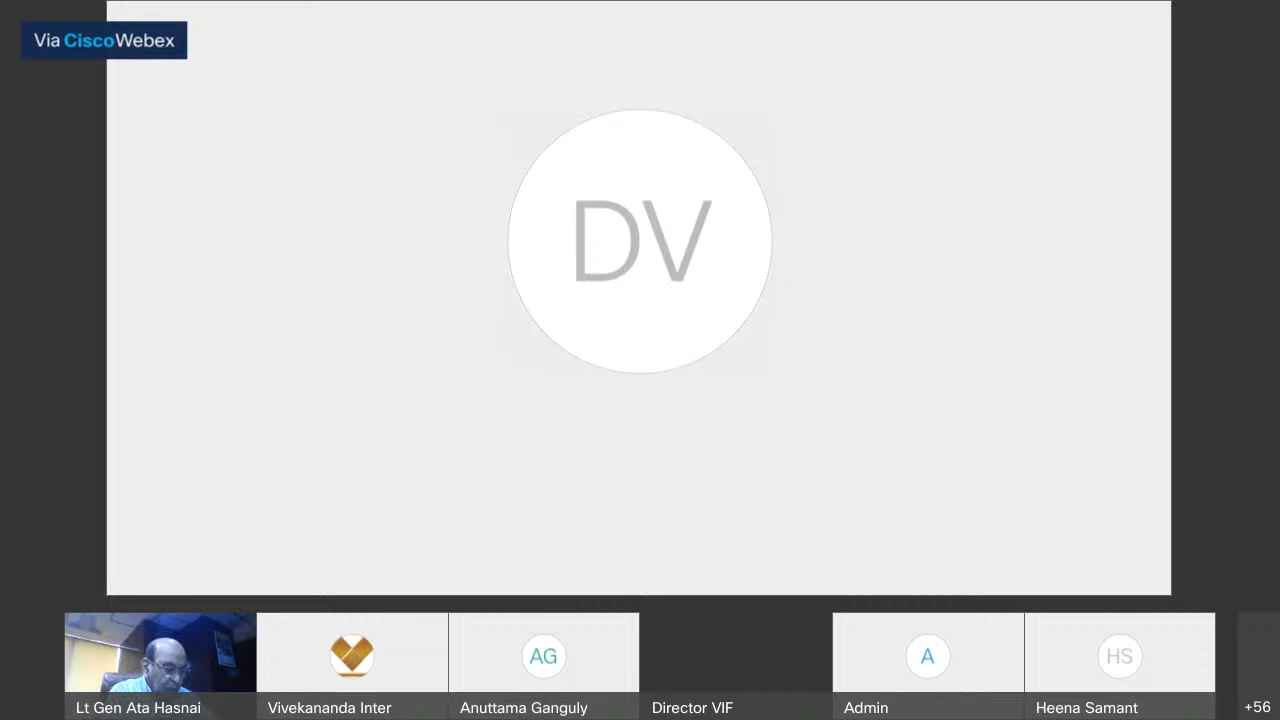 Via CiscoWebex
DV
AG
A
HS
Lt Gen Ata Hasnai
Vivekananda Inter
Anuttama Ganguly
Director VIF
Admin
Heena Samant
+56